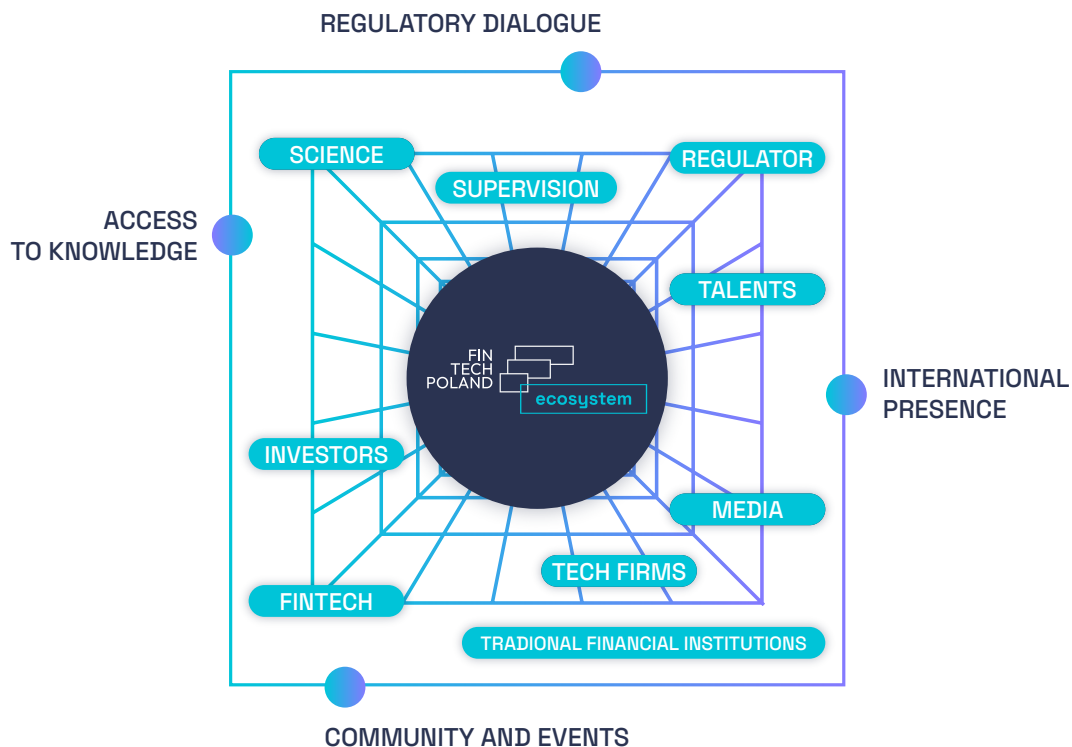 REGULATORY DIALOGUE
SCIENCE
REGULATOR
SUPERVISION
ACCESS
TO KNOWLEDGE
TALENTS
FIN
TECH
POLAND
ecosystem
INTERNATIONAL
PRESENCE
INVESTORS
MEDIA
TECH FIRMS
FINTECH
TRADIONAL FINANCIAL INSTITUTIONS
COMMUNITY AND EVENTS